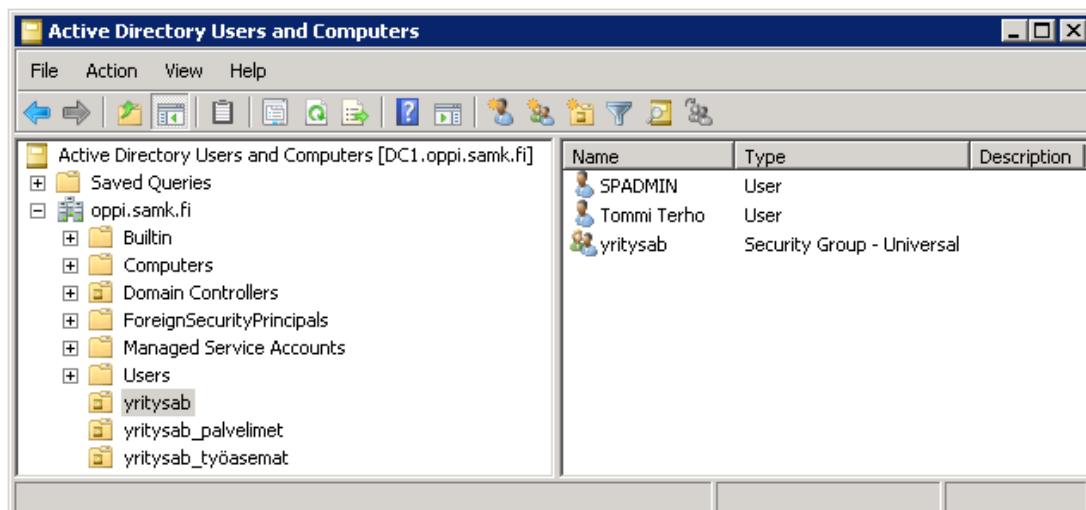 Active Directory Users and Computers
File Action View Help
Active Directory Users and Computers [DC1.oppi.samk.fi]
Saved Queries
oppi.samk.fi
Builtin
Computers
Domain Controllers
ForeignSecurityPrincipals
Managed Service Accounts
Users
yritysab
yritysab_palvelimet
yritysab_työasemat
Name Type Description
SPADMIN User
Tommi Terho User
yritysab Security Group - Universal